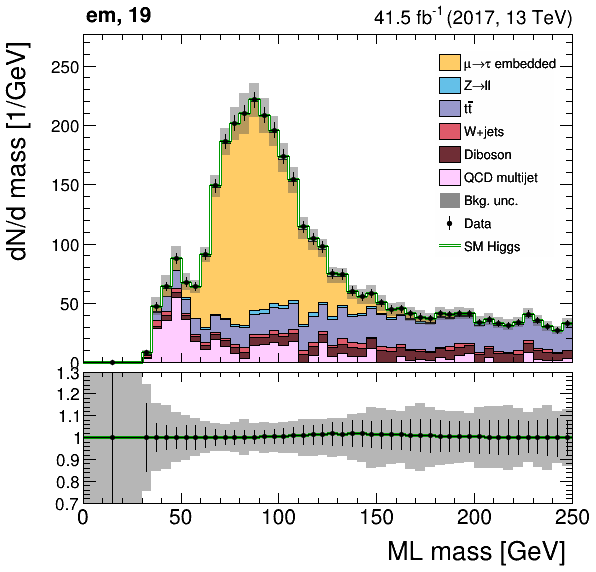 em, 19
41.5 fb⁻¹ (2017, 13 TeV)
dN/d mass [1/GeV]
250
200
150
100
50
0
μ→τ embedded
Z→ll
tt̄
W+jets
Diboson
QCD multijet
Bkg. unc.
Data
SM Higgs
1.3
1.2
1.1
1
0.9
0.8
0.7
0 50 100 150 200 250
ML mass [GeV]